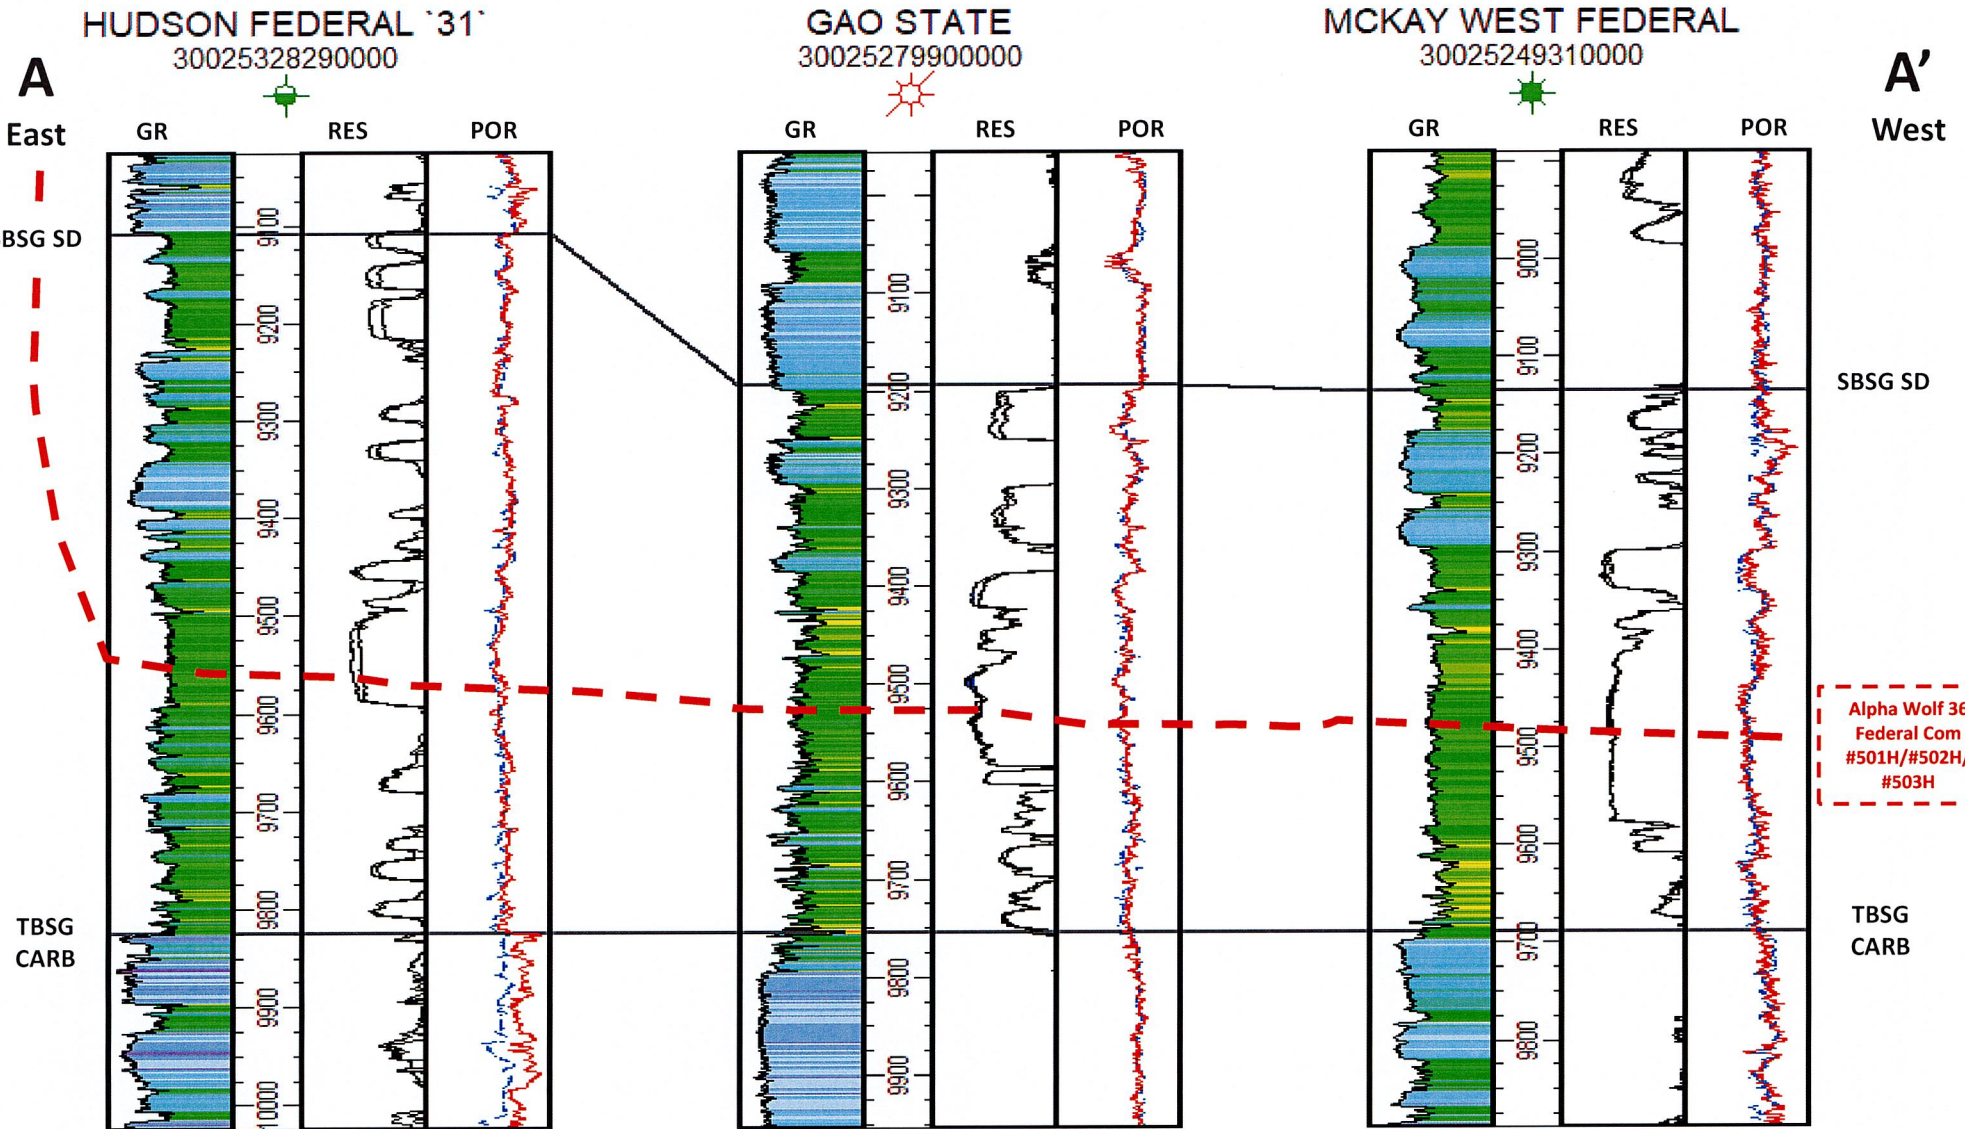 HUDSON FEDERAL `31`
30025328290000
GAO STATE
30025279900000
MCKAY WEST FEDERAL
30025249310000
A
East
A’
West
GR
RES
POR
GR
RES
POR
GR
RES
POR
BSG SD
TBSG
CARB
9100
9200
9300
9400
9500
9600
9700
9800
9900
10000
9100
9200
9300
9400
9500
9600
9700
9800
9900
9000
9100
9200
9300
9400
9500
9600
9700
9800
SBSG SD
Alpha Wolf 36
Federal Com
#501H/#502H/
#503H
TBSG
CARB